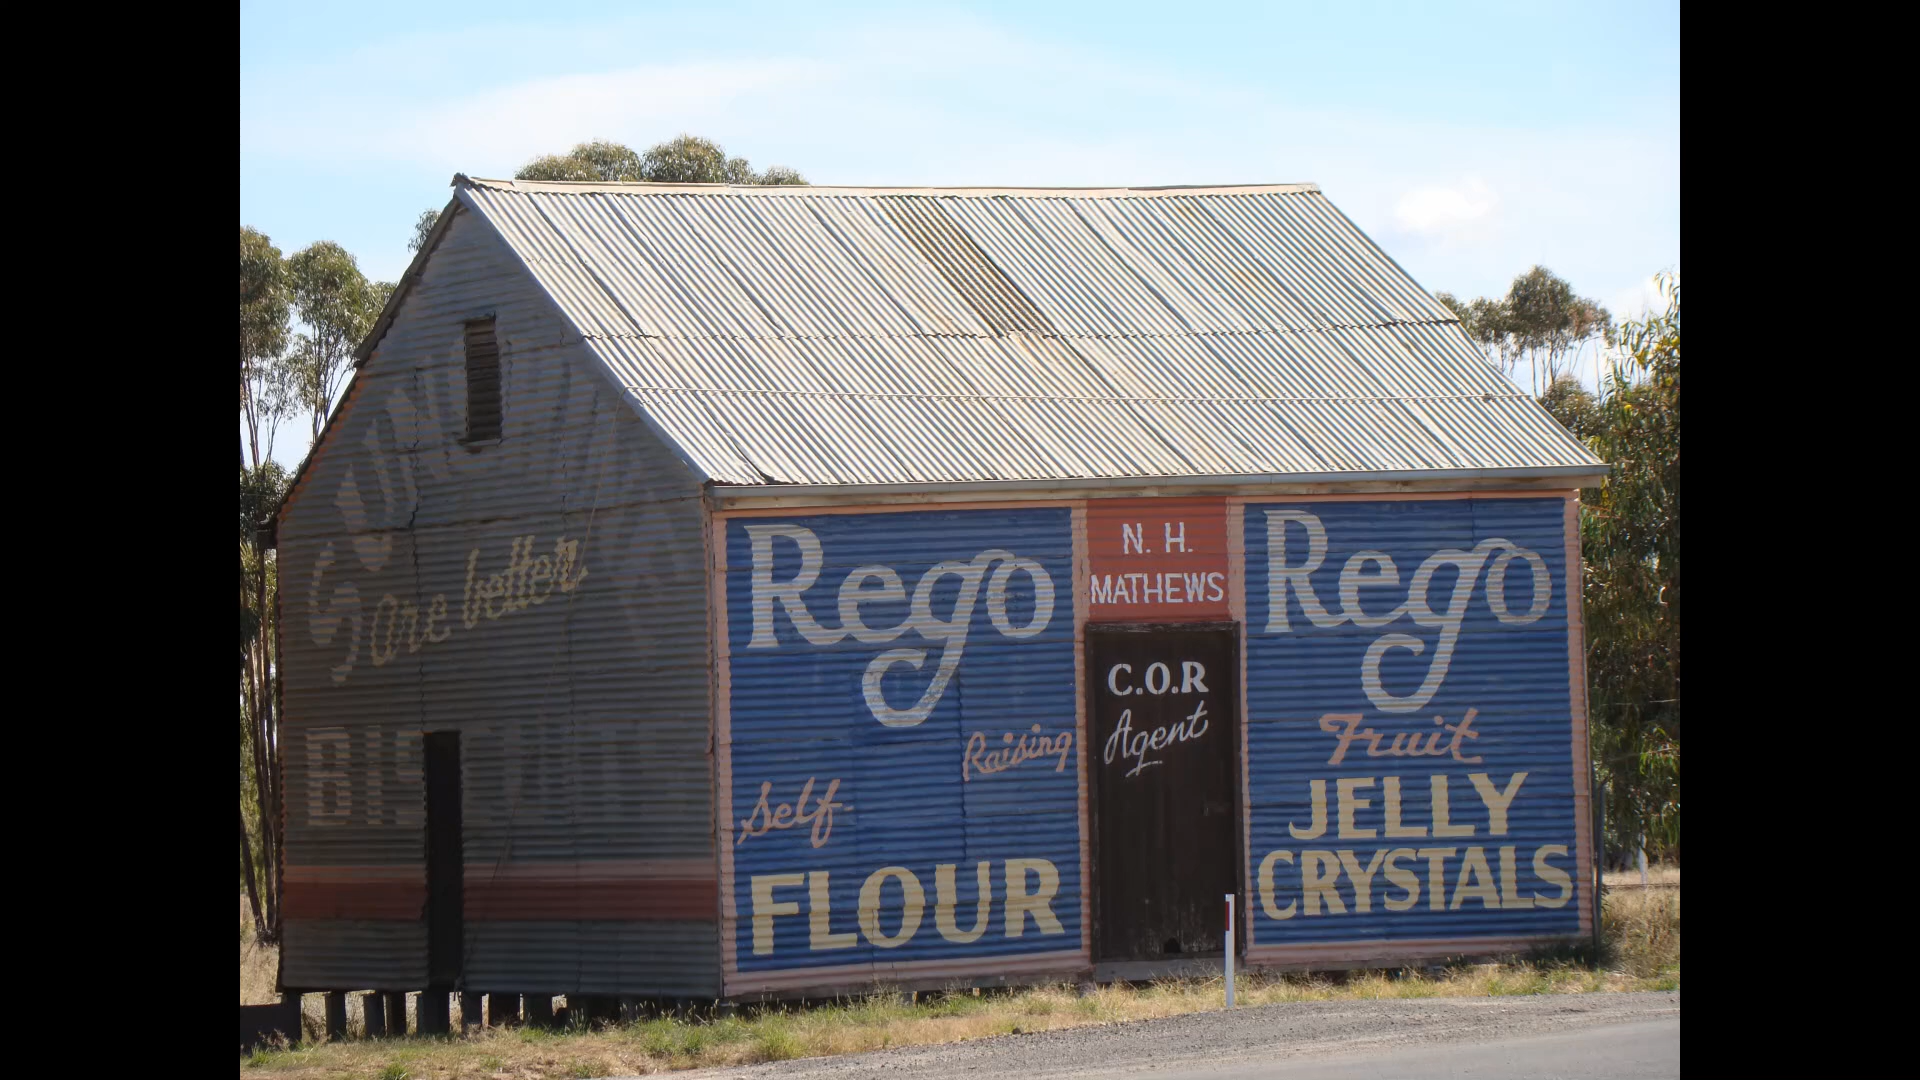 are better
Rego
Self-
Raising
FLOUR
N. H.
MATHEWS
C.O.R
Agent
Rego
Fruit
JELLY
CRYSTALS